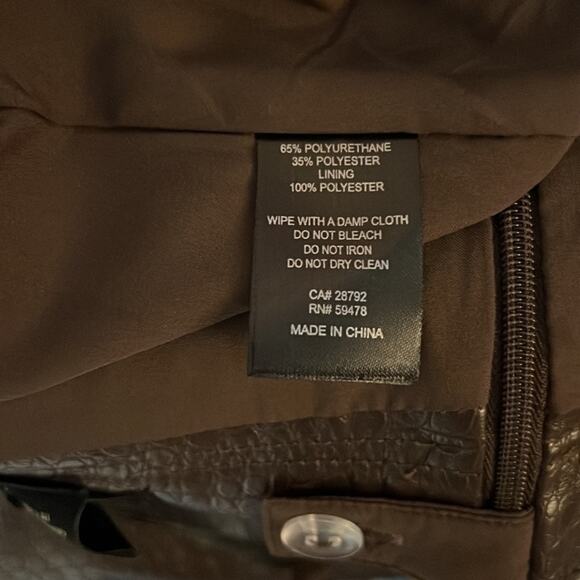 65% POLYURETHANE
35% POLYESTER
LINING
100% POLYESTER
WIPE WITH A DAMP CLOTH
DO NOT BLEACH
DO NOT IRON
DO NOT DRY CLEAN
CA# 28792
RN# 59478
MADE IN CHINA